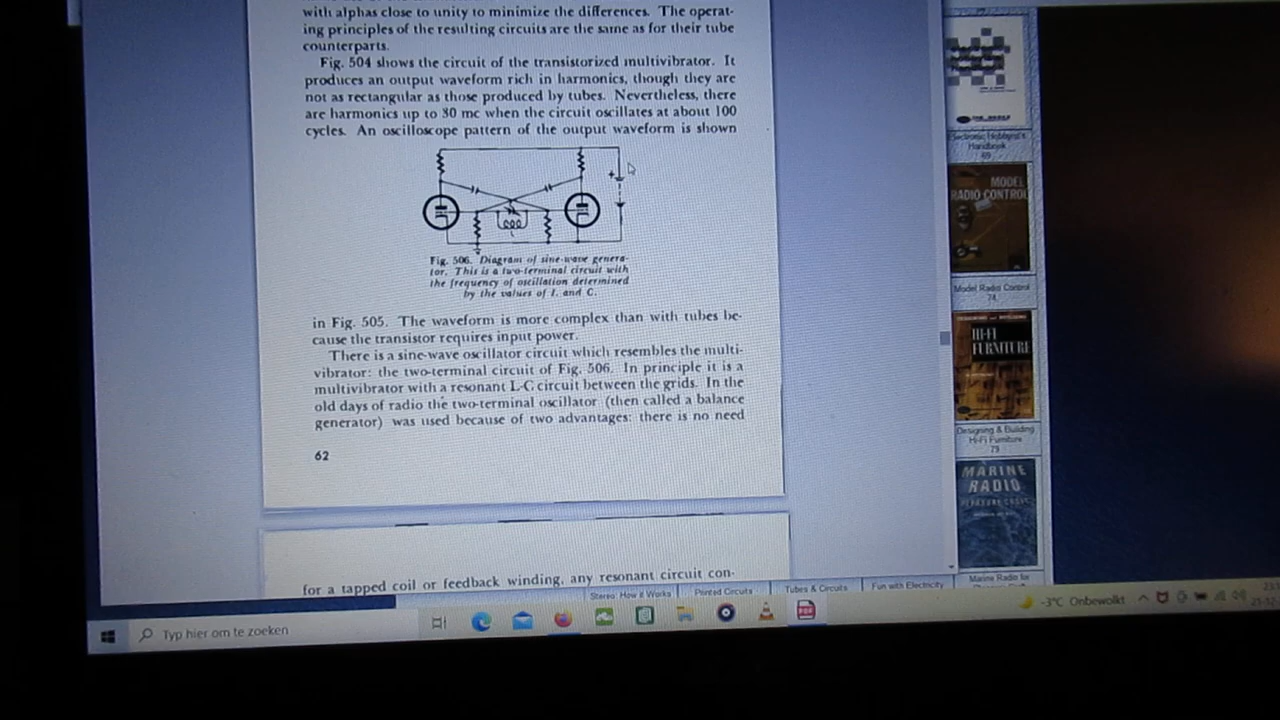 with alphas close to unity to minimize the differences. The operat-
ing principles of the resulting circuits are the same as for their tube
counterparts.
Fig. 504 shows the circuit of the transistorized multivibrator. It
produces an output waveform rich in harmonics, though they are
not as rectangular as those produced by tubes. Nevertheless, there
are harmonics up to 30 mc when the circuit oscillates at about 100
cycles. An oscilloscope pattern of the output waveform is shown
+
L
Fig. 506. Diagram of sine-wave genera-
tor. This is a two-terminal circuit with
the frequency of oscillation determined
by the values of L and C.
in Fig. 505. The waveform is more complex than with tubes be-
cause the transistor requires input power.
There is a sine-wave oscillator circuit which resembles the multi-
vibrator: the two-terminal circuit of Fig. 506. In principle it is a
multivibrator with a resonant L-C circuit between the grids. In the
old days of radio the two-terminal oscillator (then called a balance
generator) was used because of two advantages: there is no need
62
for a tapped coil or feedback winding, any resonant circuit con-
Electronic Hobbyist's
Handbook
69
MODEL
RADIO CONTROL
Model Radio Control
74
HI-FI
FURNITURE
Designing & Building
Hi-Fi Furniture
79
MARINE
RADIO
Marine Radio for
Stereo: How it Works
Printed Circuits
Tubes & Circuits
Fun with Electricity
Typ hier om te zoeken
PDF
-3°C Onbewolkt